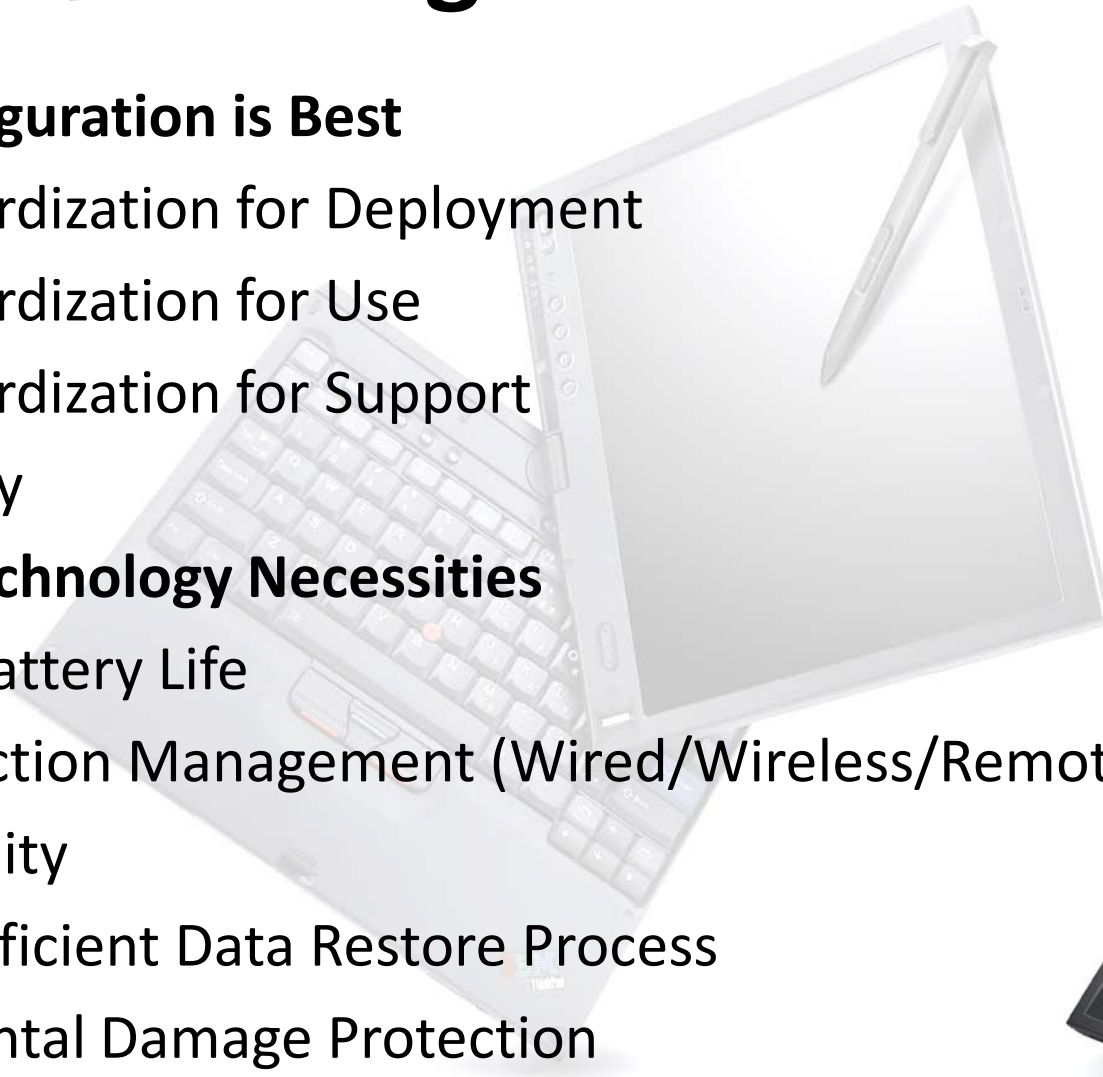 guration is Best
rdization for Deployment
rdization for Use
rdization for Support
y
chnology Necessities
attery Life
ction Management (Wired/Wireless/Remot
ity
ficient Data Restore Process
ntal Damage Protection
ThinkPad